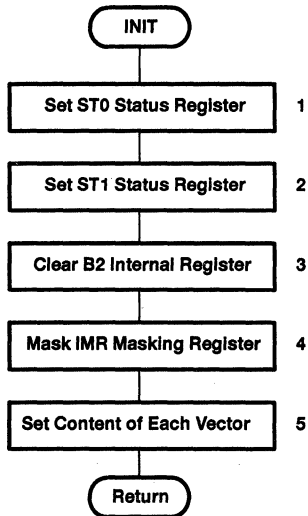 INIT
Set ST0 Status Register 1
Set ST1 Status Register 2
Clear B2 Internal Register 3
Mask IMR Masking Register 4
Set Content of Each Vector 5
Return